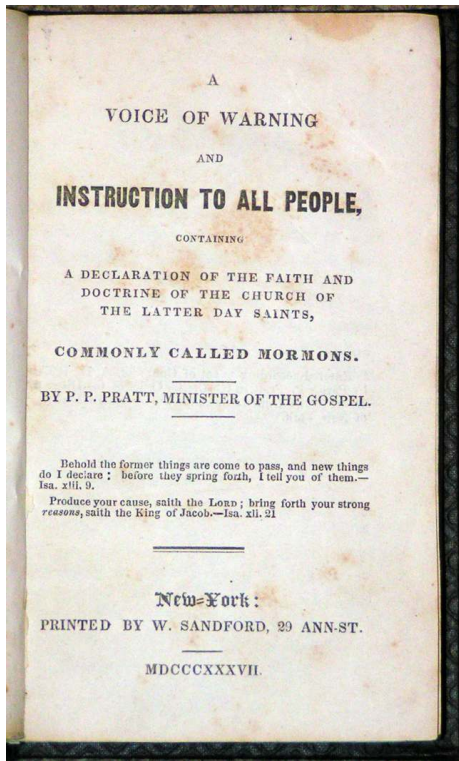 A
VOICE OF WARNING
AND
INSTRUCTION TO ALL PEOPLE,
CONTAINING
A DECLARATION OF THE FAITH AND
DOCTRINE OF THE CHURCH OF
THE LATTER DAY SAINTS,
COMMONLY CALLED MORMONS.
BY P. P. PRATT, MINISTER OF THE GOSPEL.
Behold the former things are come to pass, and new things
do I declare: before they spring forth, I tell you of them.—
Isa. xlii. 9.
Produce your cause, saith the LORD; bring forth your strong
reasons, saith the King of Jacob.—Isa. xli. 21
New=York:
PRINTED BY W. SANDFORD, 29 ANN-ST.
MDCCCXXXVII.